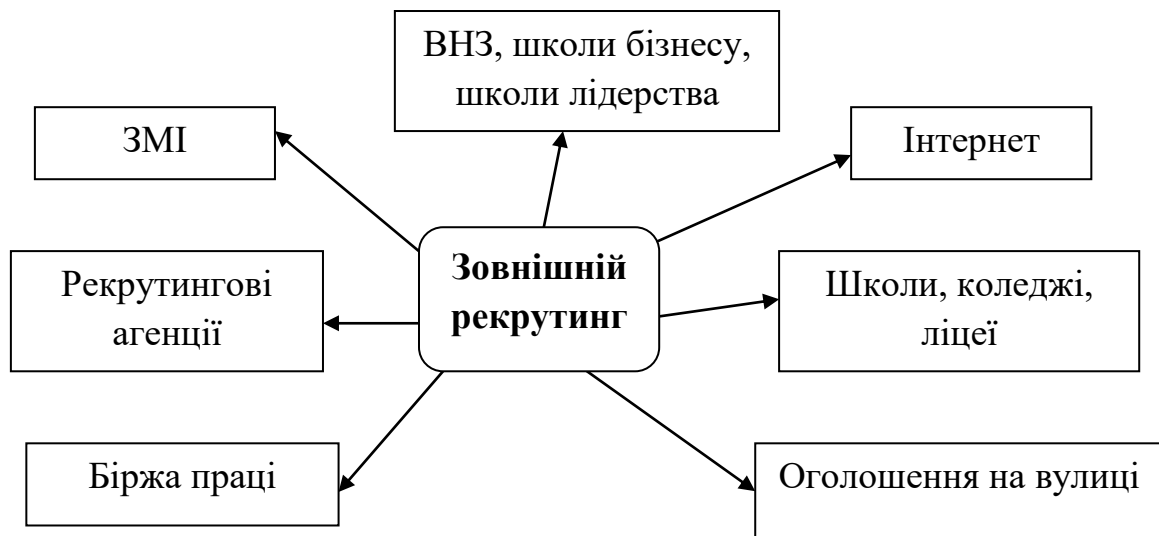 ВНЗ, школи бізнесу,
школи лідерства
ЗМІ
Інтернет
Зовнішній
рекрутинг
Рекрутингові
агенції
Школи, коледжі,
ліцеї
Біржа праці
Оголошення на вулиці